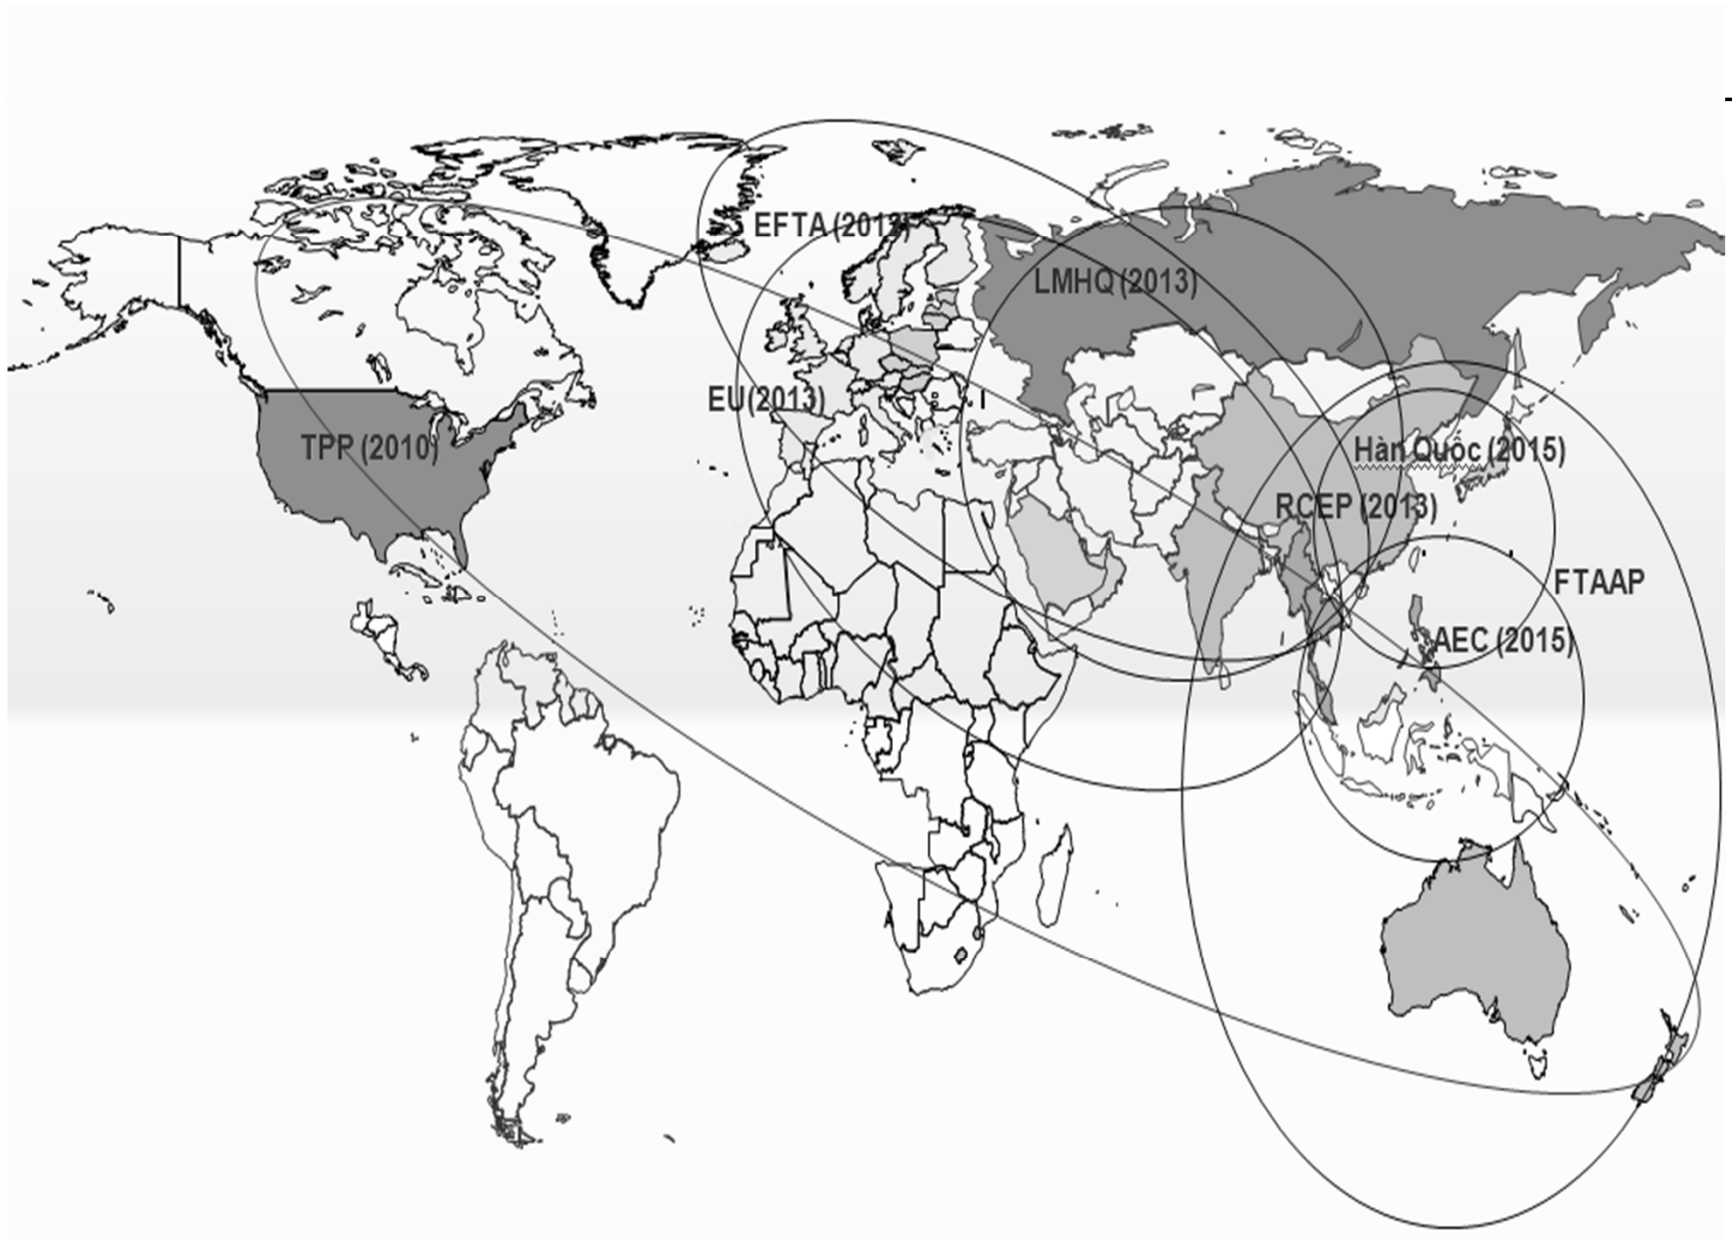 EFTA (2012)
LMHQ (2013)
EU (2013)
TPP (2010)
Hàn Quốc (2015)
RCEP (2013)
FTAAP
AEC (2015)